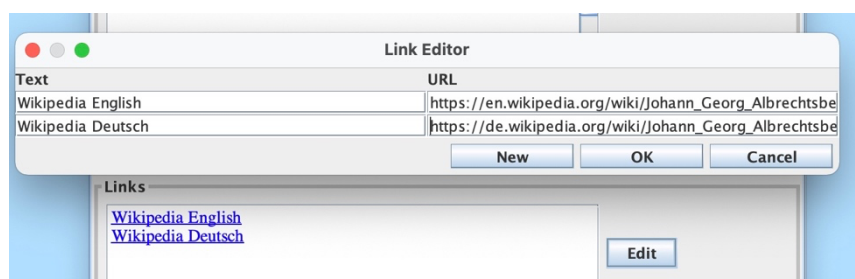 Link Editor
Text URL
Wikipedia English https://en.wikipedia.org/wiki/Johann_Georg_Albrechtsbe
Wikipedia Deutsch https://de.wikipedia.org/wiki/Johann_Georg_Albrechtsbe
New OK Cancel
Links
Wikipedia English
Wikipedia Deutsch
Edit